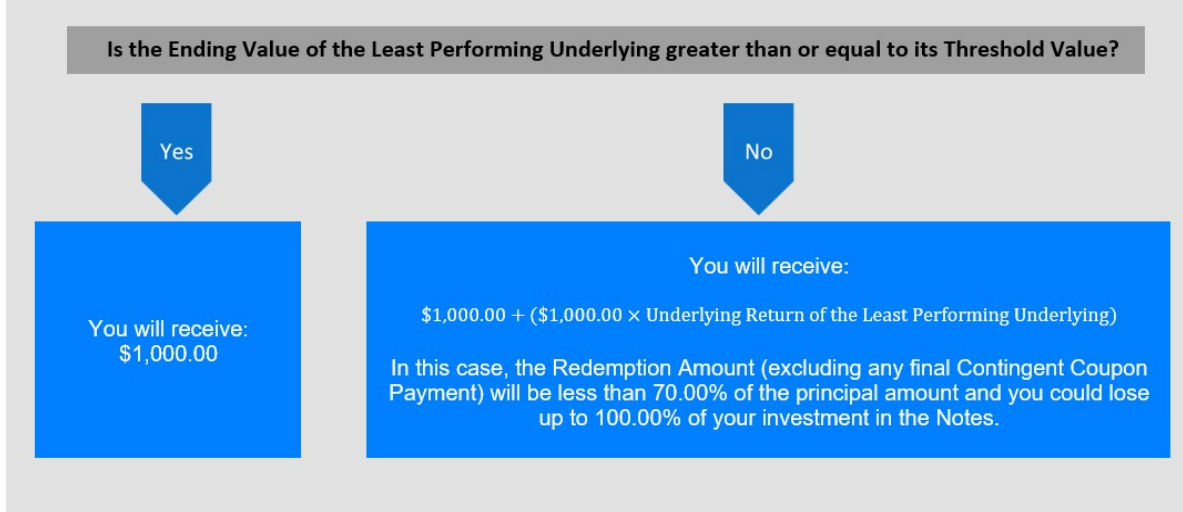 Is the Ending Value of the Least Performing Underlying greater than or equal to its Threshold Value?
Yes
No
You will receive:
$1,000.00
You will receive:
$1,000.00 + ($1,000.00 × Underlying Return of the Least Performing Underlying)
In this case, the Redemption Amount (excluding any final Contingent Coupon
Payment) will be less than 70.00% of the principal amount and you could lose
up to 100.00% of your investment in the Notes.